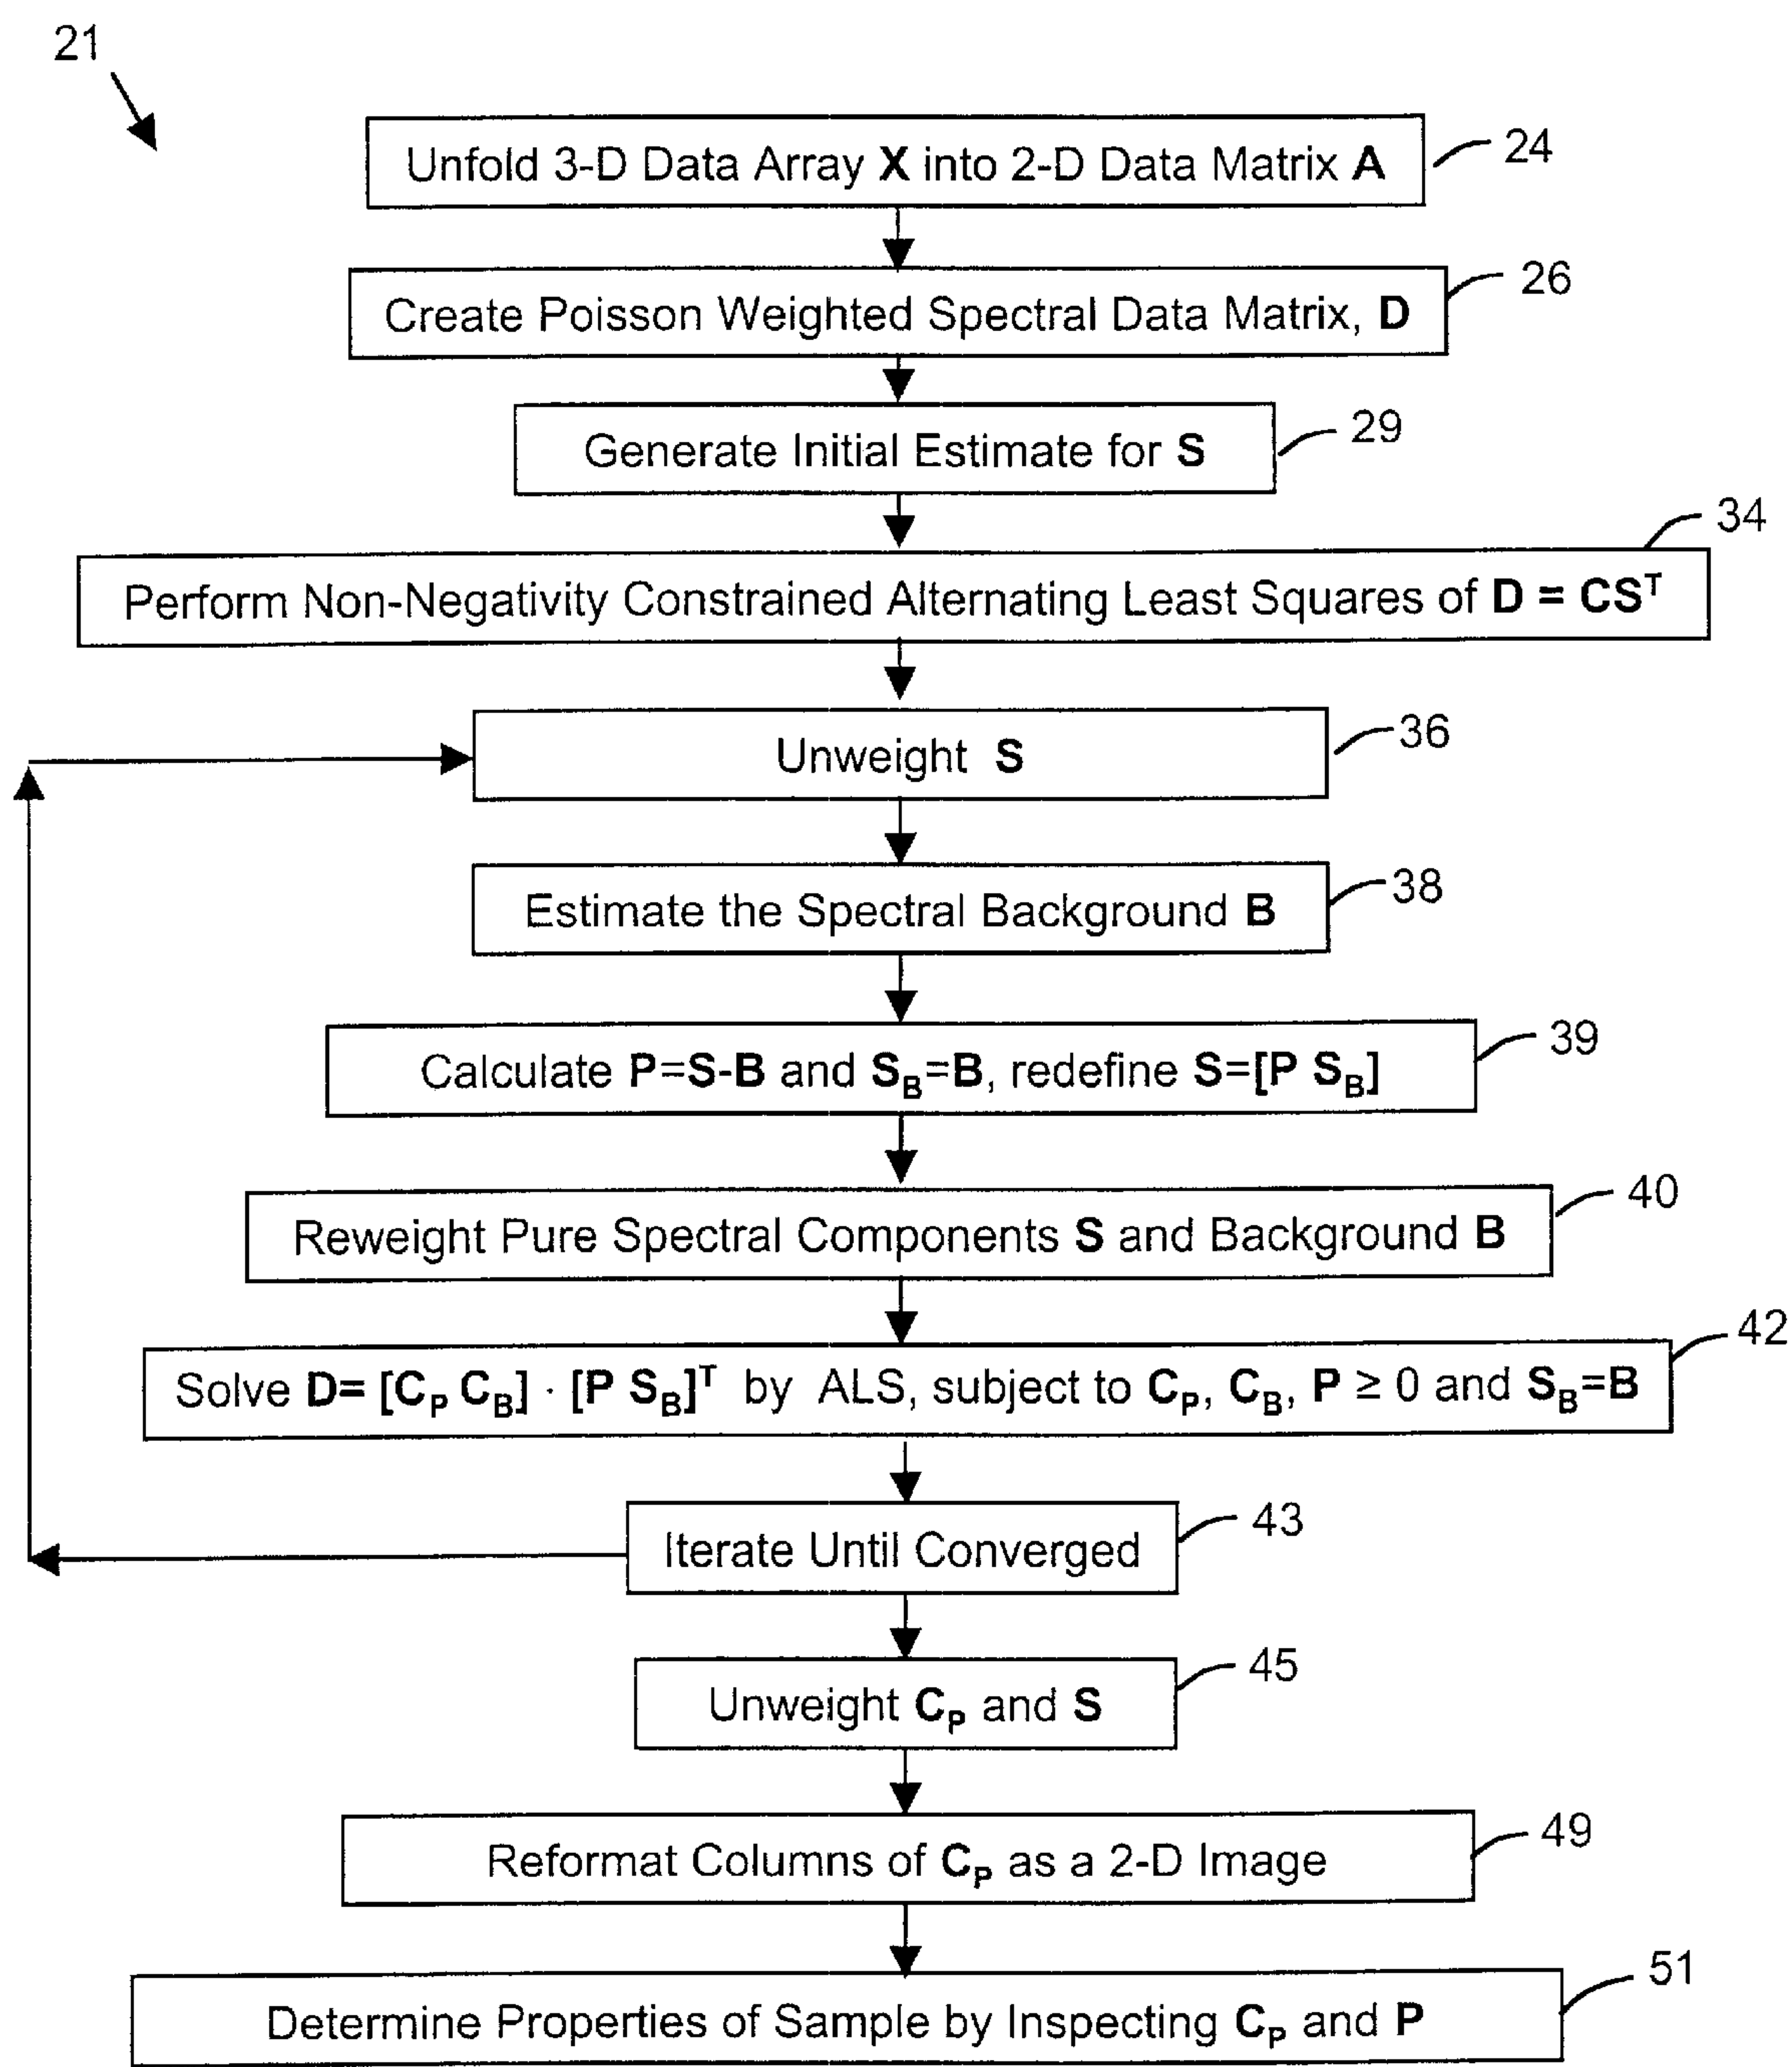 21
Unfold 3-D Data Array X into 2-D Data Matrix A
24
Create Poisson Weighted Spectral Data Matrix, D
26
Generate Initial Estimate for S
29
34
Perform Non-Negativity Constrained Alternating Least Squares of D = CSᵀ
Unweight S
36
Estimate the Spectral Background B
38
Calculate P=S-B and S_B=B, redefine S=[P S_B]
39
Reweight Pure Spectral Components S and Background B
40
Solve D= [C_P C_B] · [P S_B]ᵀ by ALS, subject to C_P, C_B, P ≥ 0 and S_B=B
42
Iterate Until Converged
43
Unweight C_P and S
45
Reformat Columns of C_P as a 2-D Image
49
Determine Properties of Sample by Inspecting C_P and P
51